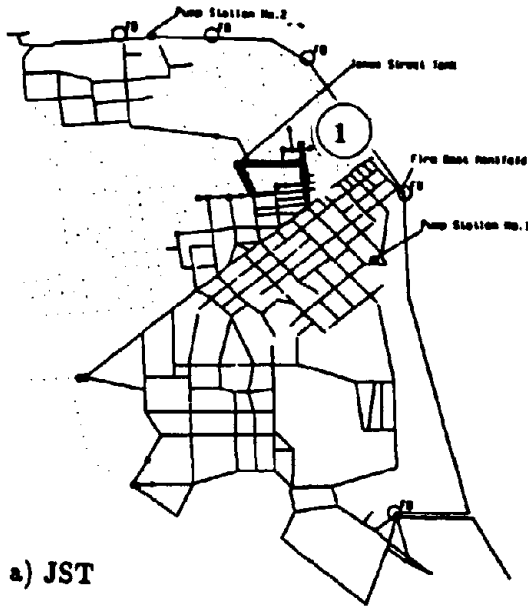 Pump Station No.2
FB
FB
FB
Jones Street Tank
1
Fire Boat Manifold
FB
Pump Station No.1
FB
a) JST